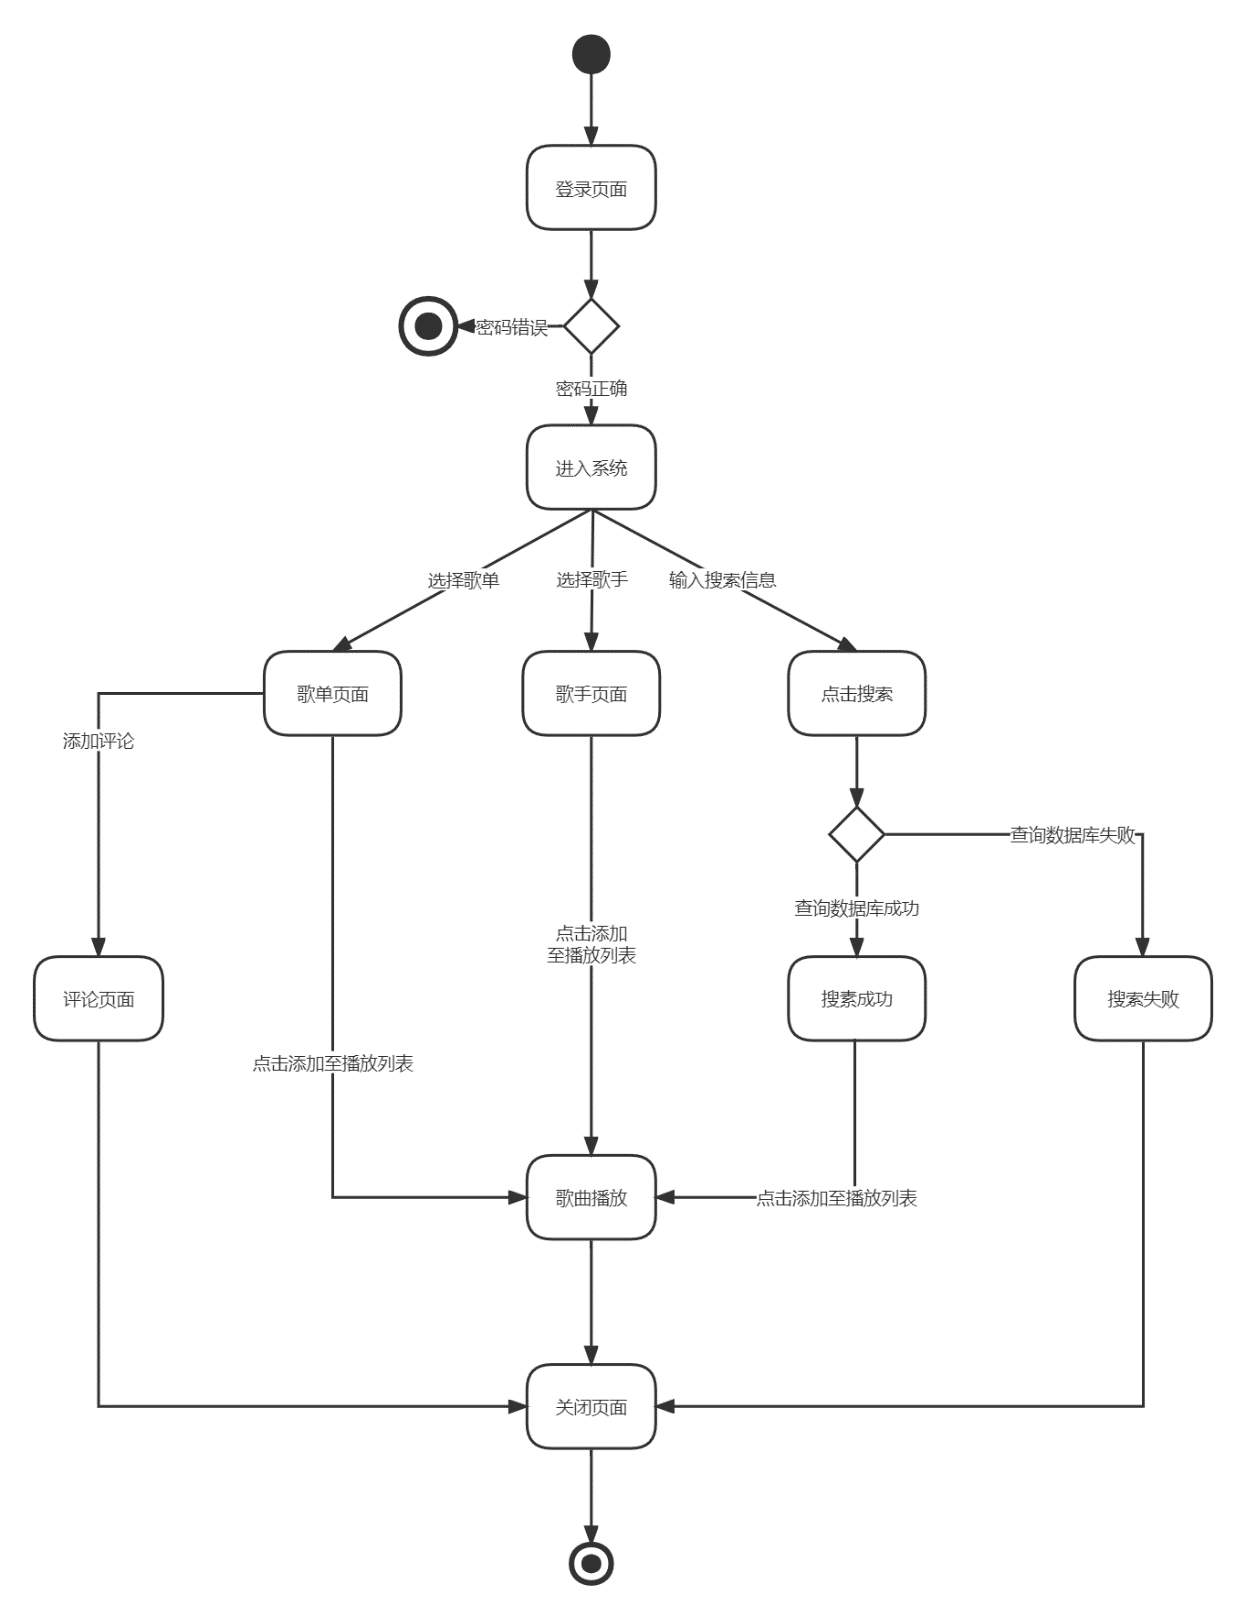 登录页面
密码错误
密码正确
进入系统
选择歌单
选择歌手
输入搜索信息
歌单页面
歌手页面
点击搜索
添加评论
查询数据库失败
查询数据库成功
点击添加
至播放列表
评论页面
搜素成功
搜索失败
点击添加至播放列表
歌曲播放
点击添加至播放列表
关闭页面